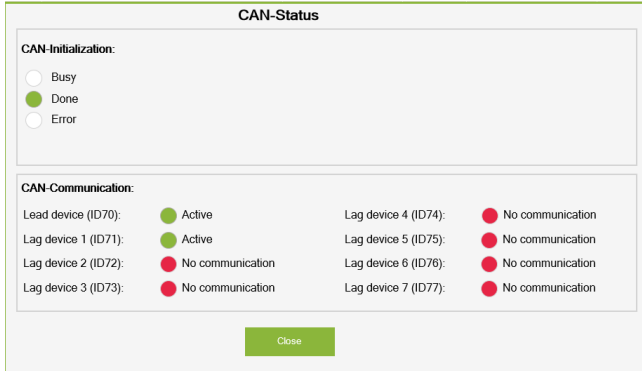 CAN-Status
CAN-Initialization:
Busy
Done
Error
CAN-Communication:
Lead device (ID70): Active
Lag device 1 (ID71): Active
Lag device 2 (ID72): No communication
Lag device 3 (ID73): No communication
Lag device 4 (ID74): No communication
Lag device 5 (ID75): No communication
Lag device 6 (ID76): No communication
Lag device 7 (ID77): No communication
Close